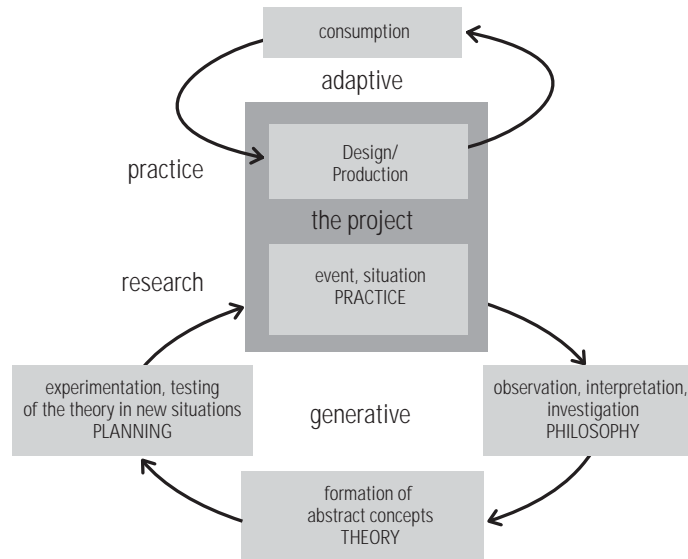 consumption
adaptive
Design/
Production
practice
the project
research
event, situation
PRACTICE
experimentation, testing
of the theory in new situations
PLANNING
generative
observation, interpretation,
investigation
PHILOSOPHY
formation of
abstract concepts
THEORY